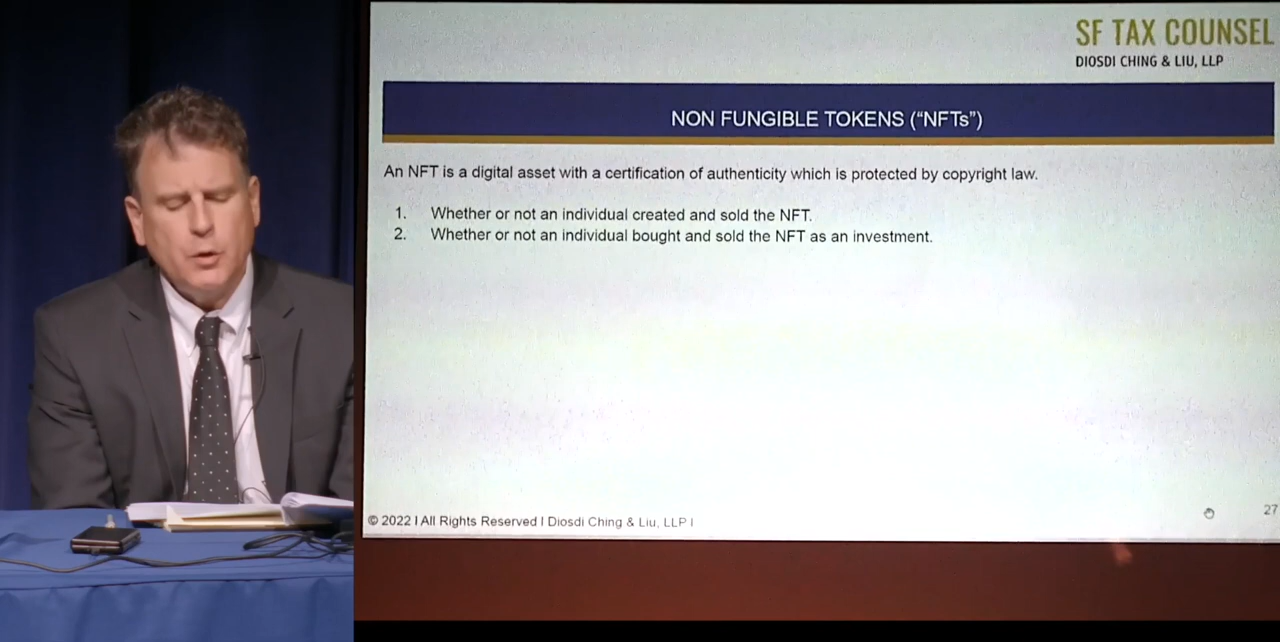 SF TAX COUNSEL
DIOSDI CHING & LIU, LLP
NON FUNGIBLE TOKENS (“NFTs”)
An NFT is a digital asset with a certification of authenticity which is protected by copyright law.
1. Whether or not an individual created and sold the NFT.
2. Whether or not an individual bought and sold the NFT as an investment.
© 2022 I All Rights Reserved I Diosdi Ching & Liu, LLP I
27